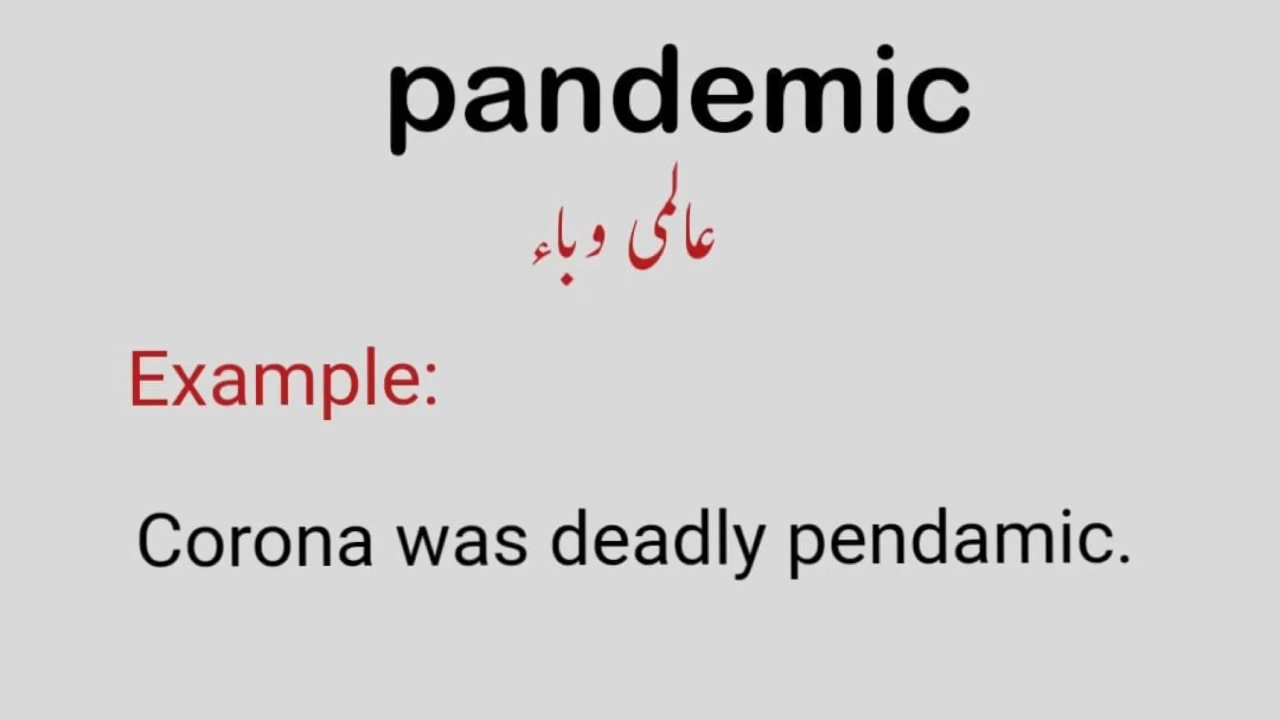 pandemic
عالمی وباء
Example:
Corona was deadly pendamic.